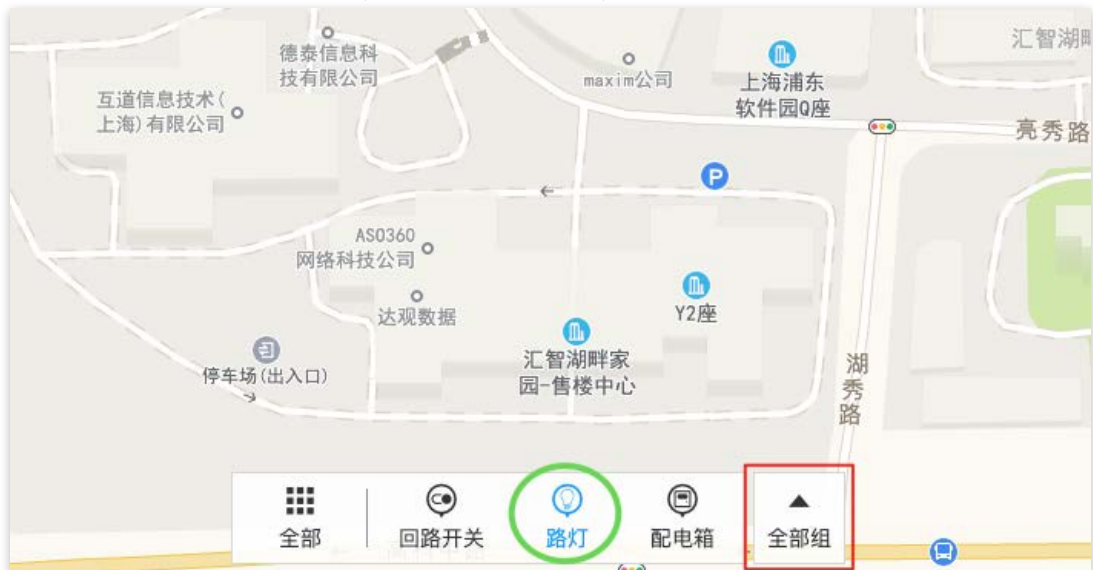 德泰信息科
技有限公司
maxim公司
上海浦东
软件园Q座
汇智湖畔
互道信息技术(
上海)有限公司
亮秀路
P
ASO360
网络科技公司
达观数据
Y2座
汇智湖畔家
园-售楼中心
停车场(出入口)
湖秀路
全部
回路开关
路灯
配电箱
全部组